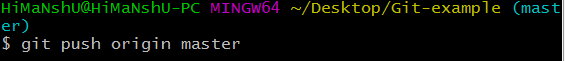 HiMaNShU@HiMaNShU-PC MINGW64 ~/Desktop/Git-example (mast
er)
$ git push origin master